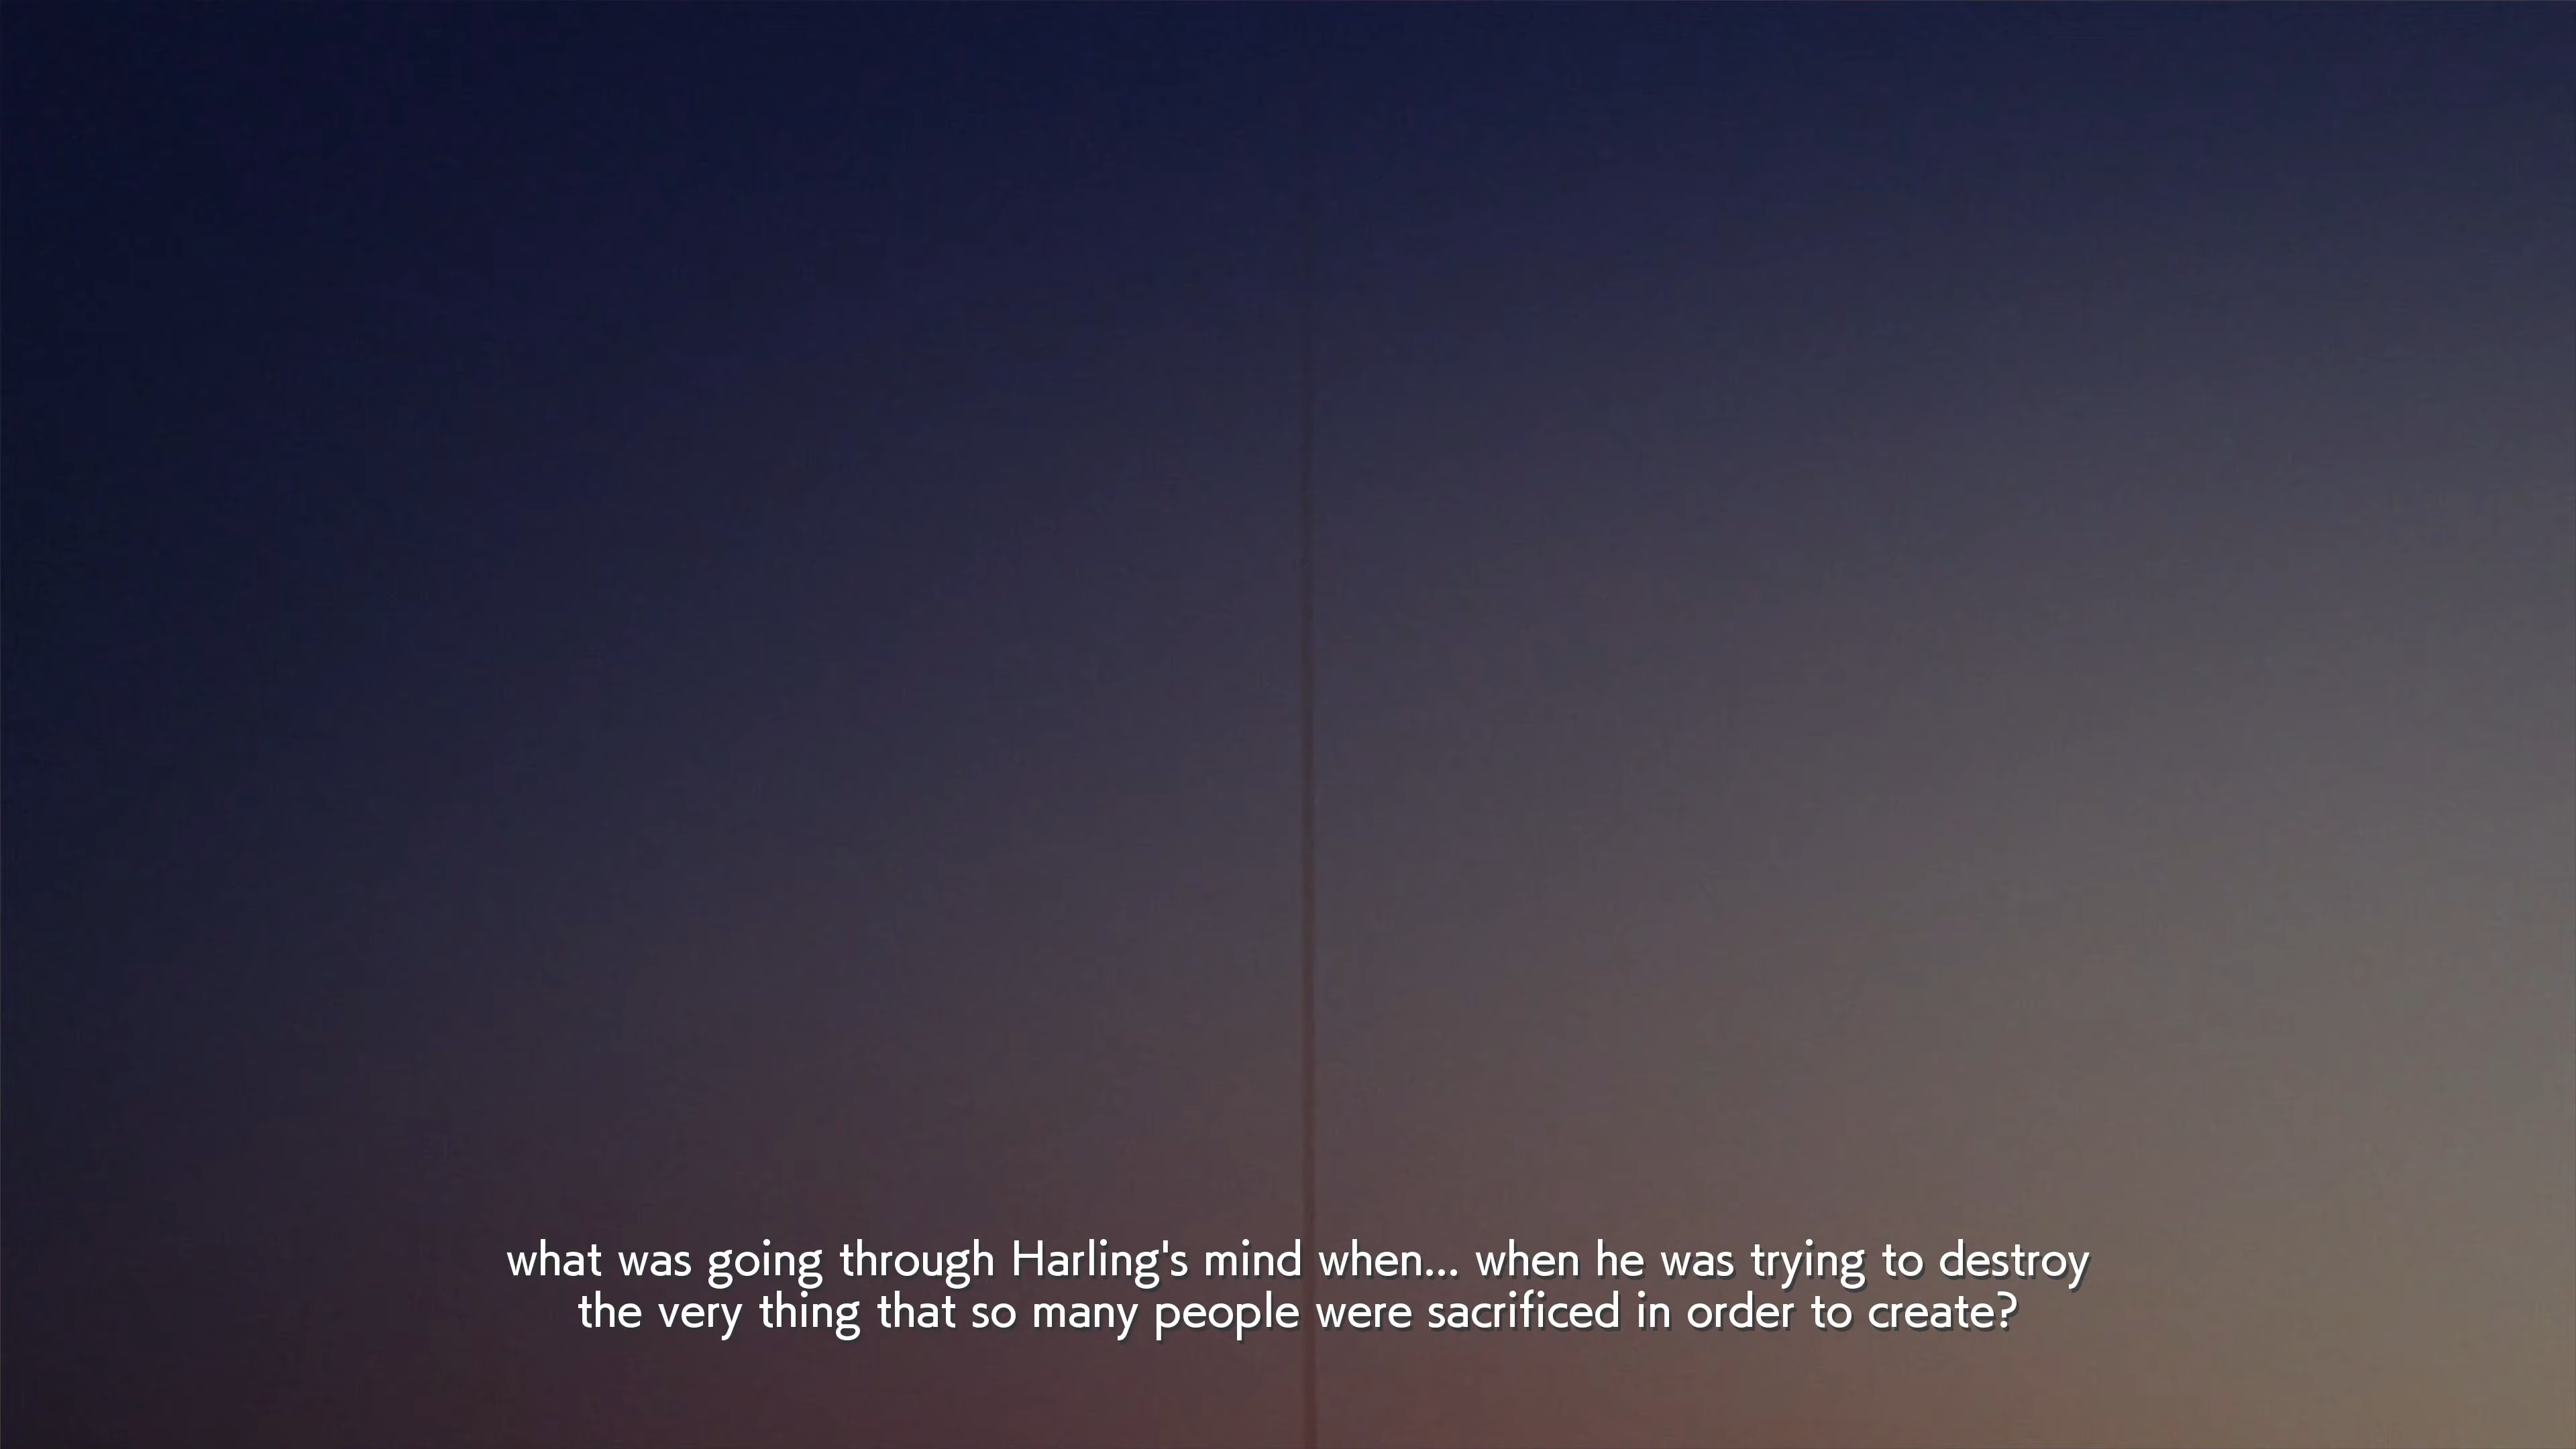 what was going through Harling's mind when... when he was trying to destroy
the very thing that so many people were sacrificed in order to create?